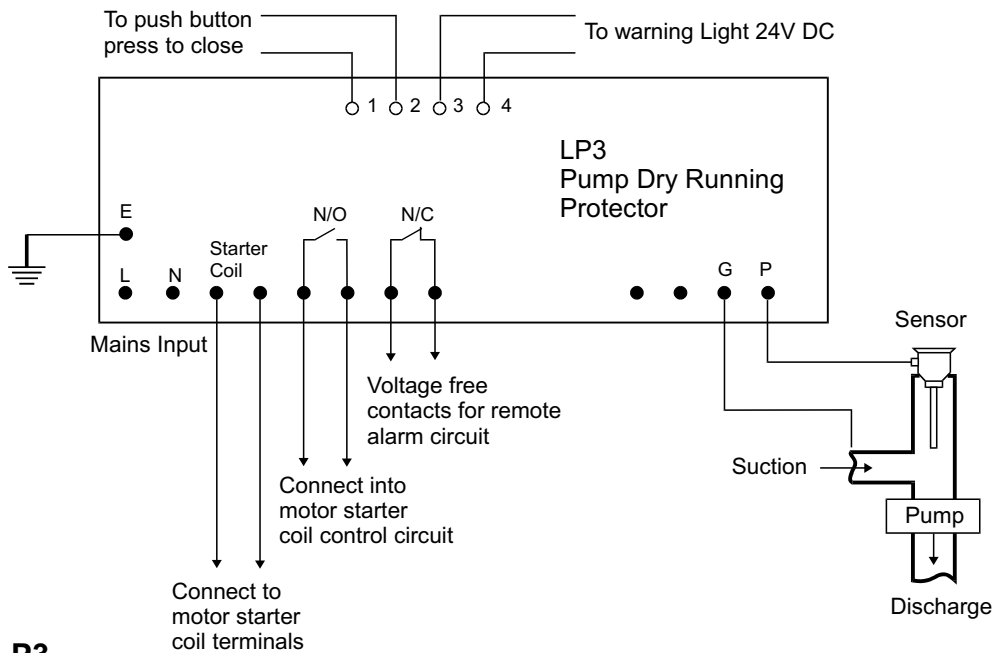 To push button
press to close
To warning Light 24V DC
1 2 3 4
LP3
Pump Dry Running
Protector
E
N/O
N/C
Starter
Coil
L
N
G
P
Mains Input
Sensor
Voltage free
contacts for remote
alarm circuit
Suction
Connect into
motor starter
coil control circuit
Pump
Connect to
motor starter
coil terminals
Discharge